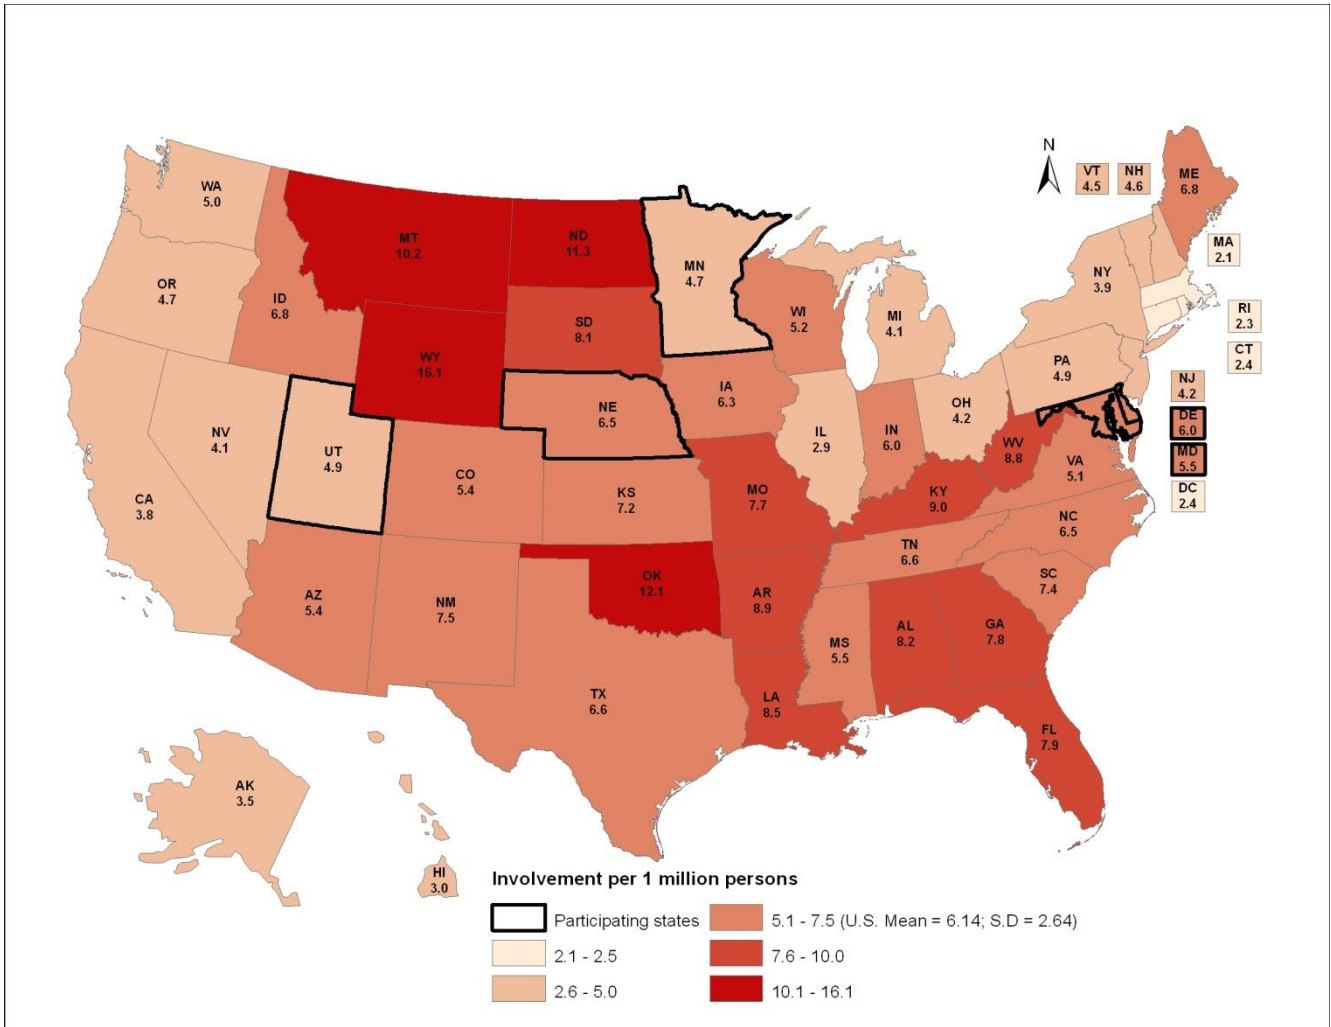 N
VT
4.5
NH
4.6
ME
6.8
WA
5.0
MT
10.2
ND
11.3
MN
4.7
MA
2.1
OR
4.7
ID
6.8
NY
3.9
WI
5.2
MI
4.1
SD
8.1
RI
2.3
WY
16.1
PA
4.9
CT
2.4
NJ
4.2
IA
6.3
NE
6.5
OH
4.2
DE
6.0
NV
4.1
UT
4.9
IL
2.9
IN
6.0
WV
8.8
MD
5.5
VA
5.1
CO
5.4
CA
3.8
KS
7.2
MO
7.7
KY
9.0
DC
2.4
NC
6.5
TN
6.6
OK
12.1
SC
7.4
AZ
5.4
NM
7.5
AR
8.9
MS
5.5
AL
8.2
GA
7.8
TX
6.6
LA
8.5
FL
7.9
AK
3.5
HI
3.0
Involvement per 1 million persons
Participating states
2.1 - 2.5
2.6 - 5.0
5.1 - 7.5 (U.S. Mean = 6.14; S.D = 2.64)
7.6 - 10.0
10.1 - 16.1